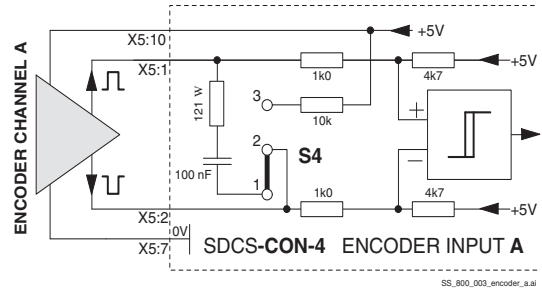 X5:10
+5V
X5:1
+5V
1k0
4k7
ENCODER CHANNEL A
121 W
3
10k
+
2
S4
−
100 nF
1
1k0
4k7
X5:2
+5V
0V
X5:7
SDCS-CON-4 ENCODER INPUT A
SS_800_003_encoder_a.ai